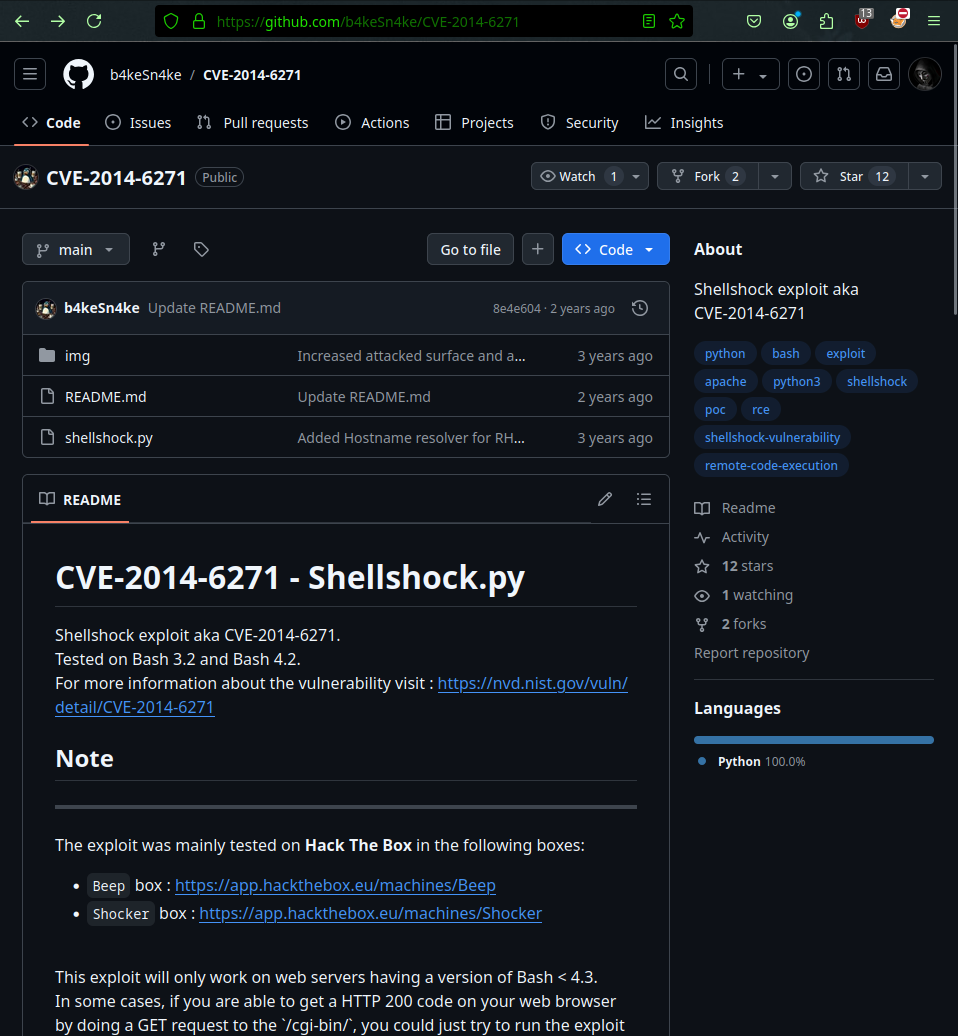 https://github.com/b4keSn4ke/CVE-2014-6271
13
b4keSn4ke / CVE-2014-6271
Code Issues Pull requests Actions Projects Security Insights
CVE-2014-6271 Public Watch 1 Fork 2 Star 12
main Go to file Code
b4keSn4ke Update README.md 8e4e604 · 2 years ago
img Increased attacked surface and a... 3 years ago
README.md Update README.md 2 years ago
shellshock.py Added Hostname resolver for RH... 3 years ago
README
CVE-2014-6271 - Shellshock.py
Shellshock exploit aka CVE-2014-6271.
Tested on Bash 3.2 and Bash 4.2.
For more information about the vulnerability visit : https://nvd.nist.gov/vuln/
detail/CVE-2014-6271
Note
The exploit was mainly tested on Hack The Box in the following boxes:
• Beep box : https://app.hackthebox.eu/machines/Beep
• Shocker box : https://app.hackthebox.eu/machines/Shocker
This exploit will only work on web servers having a version of Bash < 4.3.
In some cases, if you are able to get a HTTP 200 code on your web browser
by doing a GET request to the `/cgi-bin/`, you could just try to run the exploit
About
Shellshock exploit aka
CVE-2014-6271
python bash exploit
apache python3 shellshock
poc rce
shellshock-vulnerability
remote-code-execution
Readme
Activity
12 stars
1 watching
2 forks
Report repository
Languages
Python 100.0%